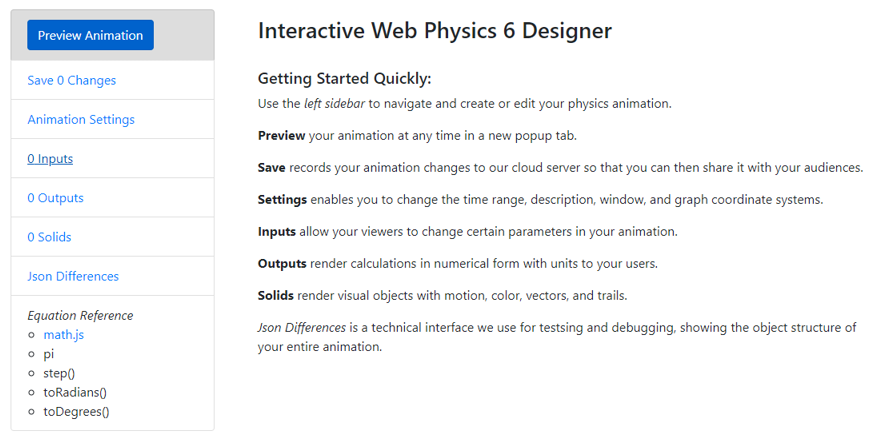 Preview Animation
Save 0 Changes
Animation Settings
0 Inputs
0 Outputs
0 Solids
Json Differences
Equation Reference
math.js
pi
step()
toRadians()
toDegrees()
Interactive Web Physics 6 Designer
Getting Started Quickly:
Use the left sidebar to navigate and create or edit your physics animation.
Preview your animation at any time in a new popup tab.
Save records your animation changes to our cloud server so that you can then share it with your audiences.
Settings enables you to change the time range, description, window, and graph coordinate systems.
Inputs allow your viewers to change certain parameters in your animation.
Outputs render calculations in numerical form with units to your users.
Solids render visual objects with motion, color, vectors, and trails.
Json Differences is a technical interface we use for testsing and debugging, showing the object structure of
your entire animation.